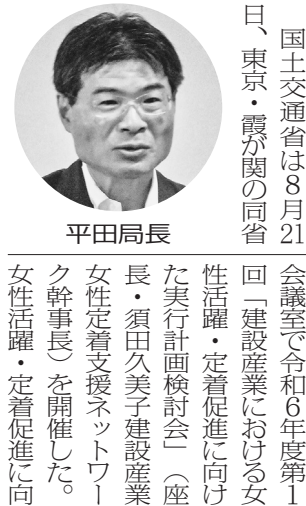 国土交通省は8月21
日、東京・霞が関の同省
平田局長
会議室で令和6年度第1
回「建設産業における女
性活躍・定着促進に向け
た実行計画検討会」（座
長・須田久美子建設産業
女性定着支援ネットワー
ク幹事長）を開催した。
女性活躍・定着促進に向